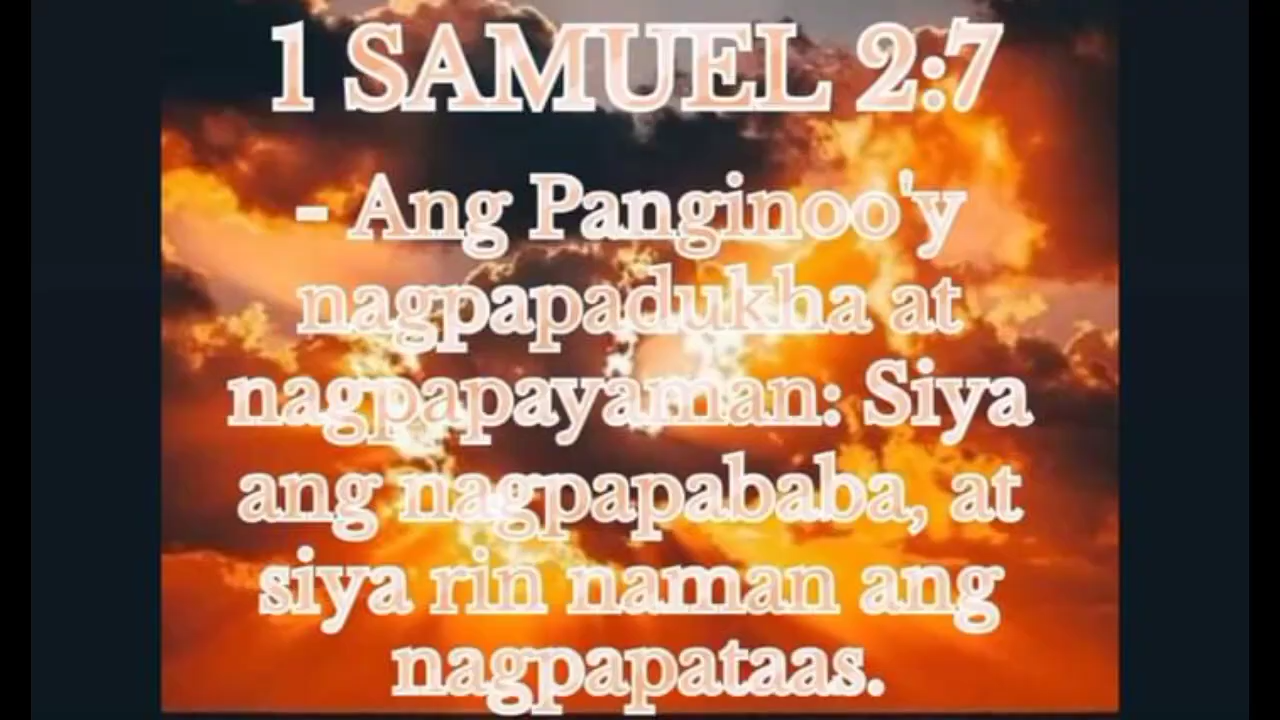 1 SAMUEL 2:7
- Ang Panginoo'y
nagpapadukha at
nagpapayaman: Siya
ang nagpapababa, at
siya rin naman ang
nagpapataas.